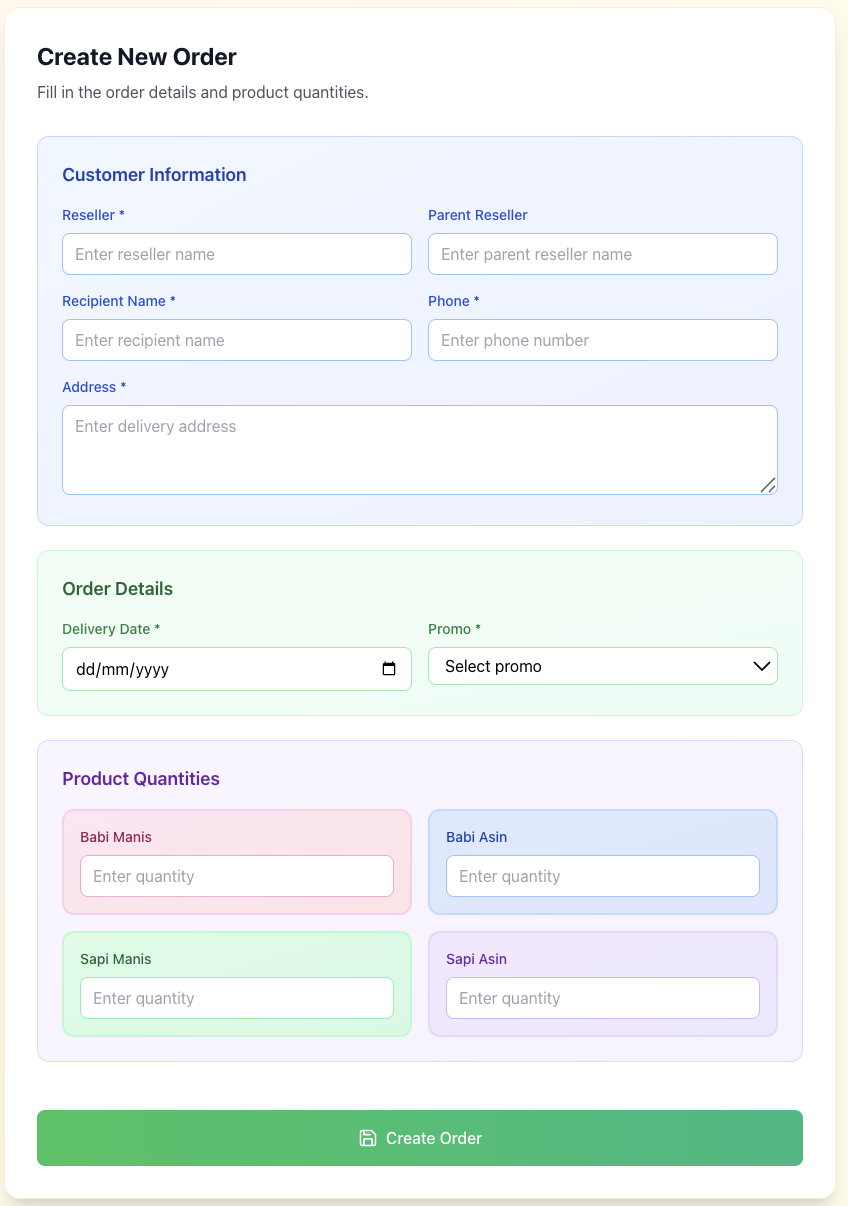 Create New Order
Fill in the order details and product quantities.
Customer Information
Reseller *
Parent Reseller
Enter reseller name
Enter parent reseller name
Recipient Name *
Phone *
Enter recipient name
Enter phone number
Address *
Enter delivery address
Order Details
Delivery Date *
Promo *
dd/mm/yyyy
Select promo
Product Quantities
Babi Manis
Babi Asin
Enter quantity
Enter quantity
Sapi Manis
Sapi Asin
Enter quantity
Enter quantity
Create Order